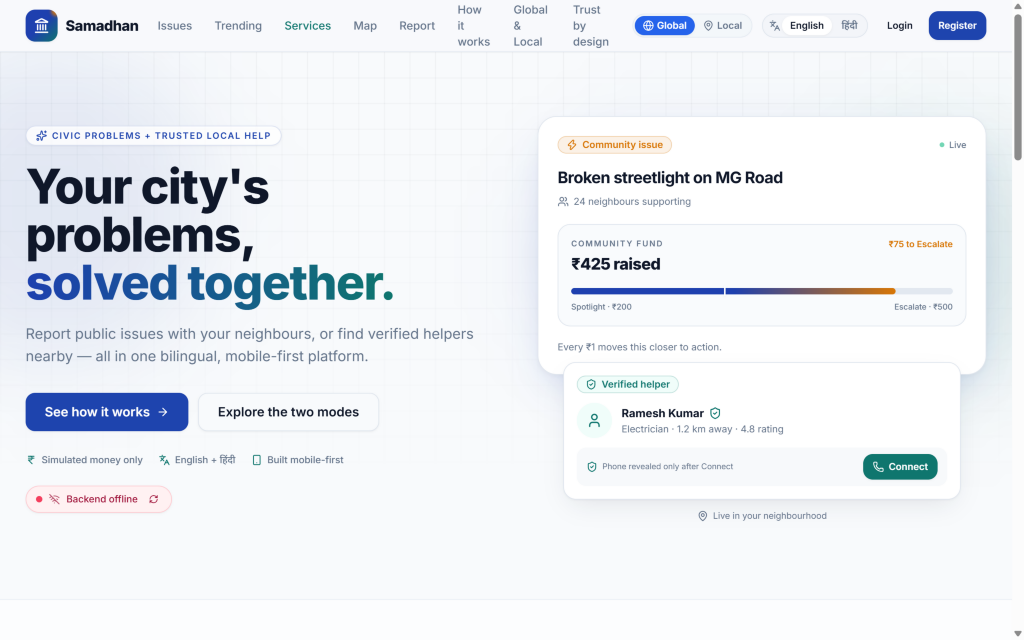 Samadhan
Issues
Trending
Services
Map
Report
How
it
works
Global
&
Local
Trust
by
design
Global
Local
English
हिंदी
Login
Register
CIVIC PROBLEMS + TRUSTED LOCAL HELP
Your city's
problems,
solved together.
Report public issues with your neighbours, or find verified helpers
nearby — all in one bilingual, mobile-first platform.
See how it works →
Explore the two modes
₹ Simulated money only
English + हिंदी
Built mobile-first
Backend offline
Community issue
Live
Broken streetlight on MG Road
24 neighbours supporting
COMMUNITY FUND
₹75 to Escalate
₹425 raised
Spotlight · ₹200
Escalate · ₹500
Every ₹1 moves this closer to action.
Verified helper
Ramesh Kumar
Electrician · 1.2 km away · 4.8 rating
Phone revealed only after Connect
Connect
Live in your neighbourhood